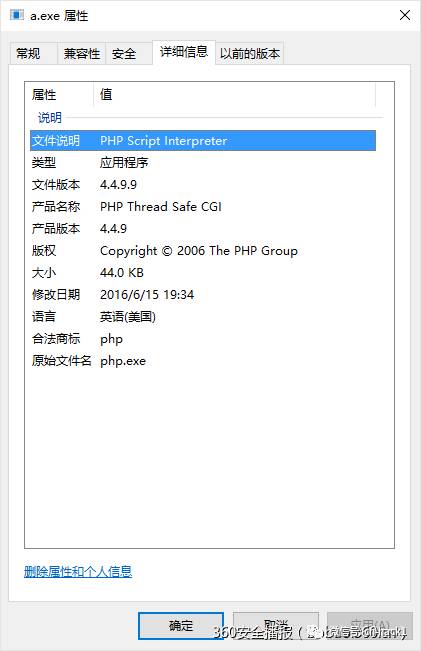 a.exe 属性
常规 兼容性 安全 详细信息 以前的版本
属性 值
说明
文件说明 PHP Script Interpreter
类型 应用程序
文件版本 4.4.9.9
产品名称 PHP Thread Safe CGI
产品版本 4.4.9
版权 Copyright © 2006 The PHP Group
大小 44.0 KB
修改日期 2016/6/15 19:34
语言 英语(美国)
合法商标 php
原始文件名 php.exe
删除属性和个人信息
确定 取消 应用(A)
360安全播报